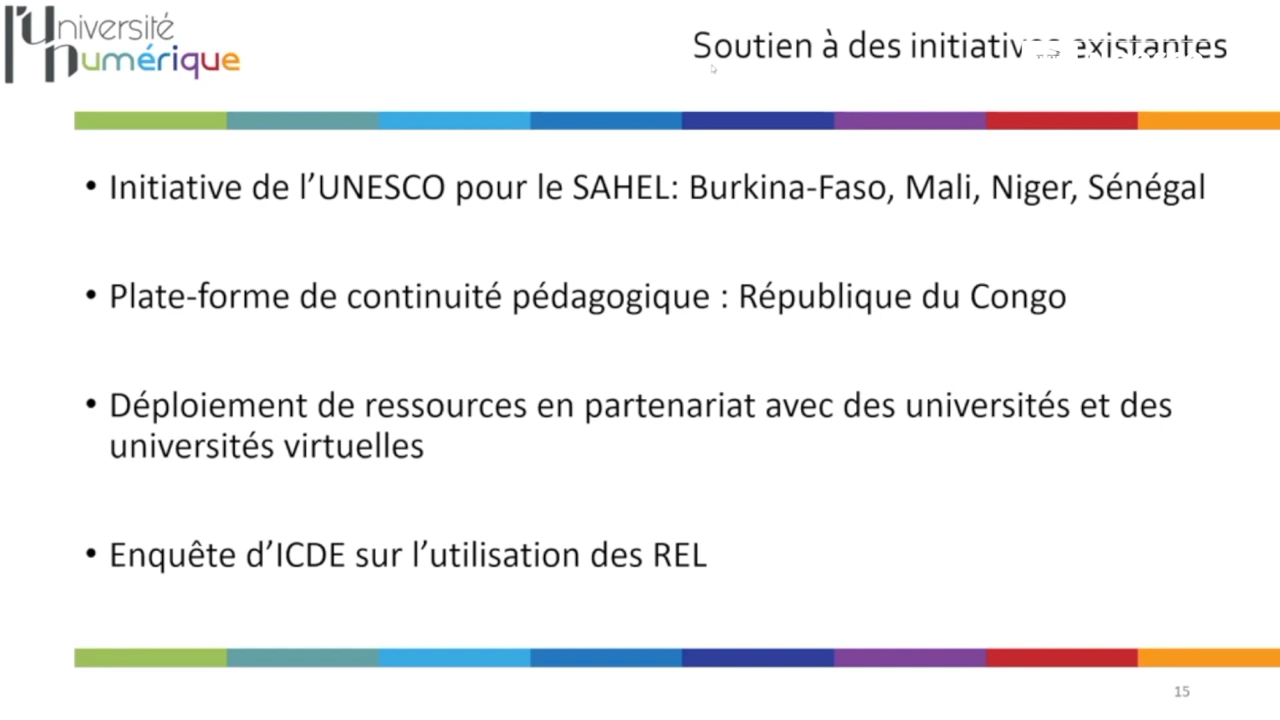 l'Université
numérique
Soutien à des initiatives existantes
• Initiative de l’UNESCO pour le SAHEL: Burkina-Faso, Mali, Niger, Sénégal
• Plate-forme de continuité pédagogique : République du Congo
• Déploiement de ressources en partenariat avec des universités et des
universités virtuelles
• Enquête d’ICDE sur l’utilisation des REL
15